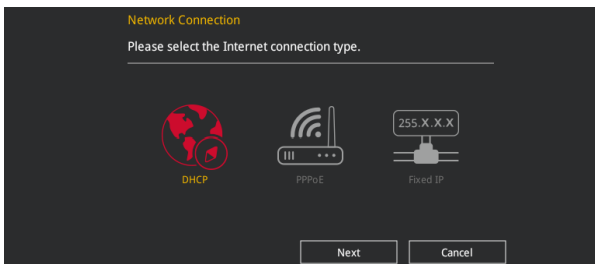 Network Connection
Please select the Internet connection type.
255.X.X.X
DHCP PPPoE Fixed IP
Next Cancel